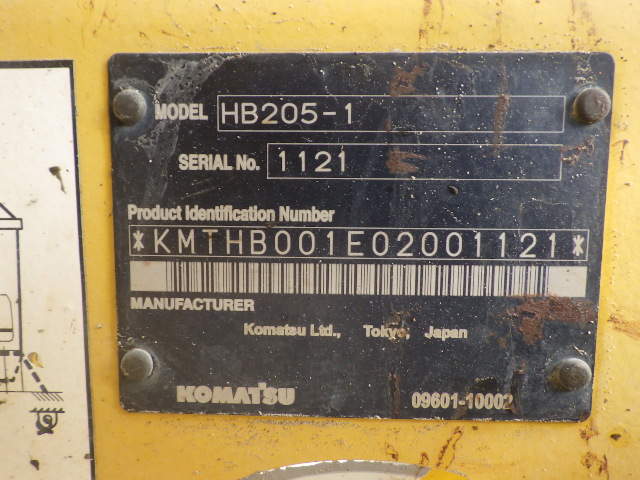 MODEL HB205-1
SERIAL No. 1121
Product Identification Number
*KMTHB001E02001121*
MANUFACTURER
Komatsu Ltd., Tokyo, Japan
KOMATSU 09601-10002